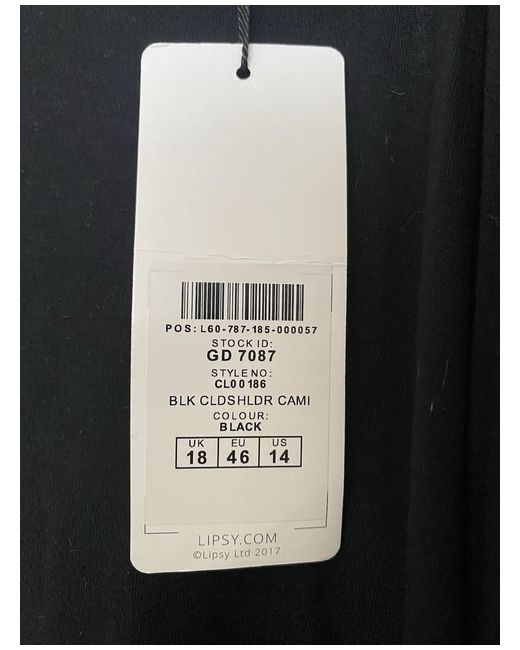 POS: L60-787-185-000057
STOCK ID:
GD 7087
STYLE NO:
CL00186
BLK CLDSHLDR CAMI
COLOUR:
BLACK
UK EU US
18 46 14
LIPSY.COM
©Lipsy Ltd 2017